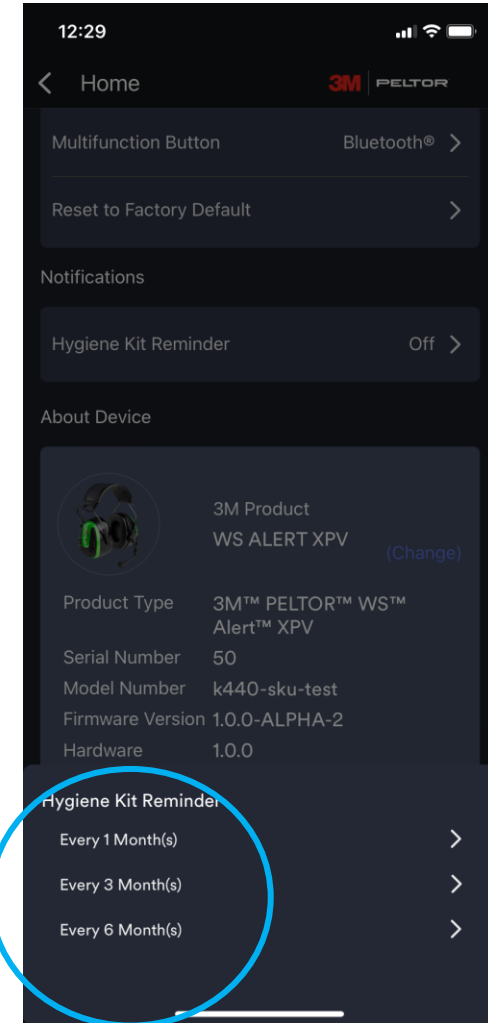 12:29
Home
3M PELTOR
Multifunction Button Bluetooth®
Reset to Factory Default
Notifications
Hygiene Kit Reminder Off
About Device
3M Product
WS ALERT XPV
(Change)
Product Type 3M™ PELTOR™ WS™
Alert™ XPV
Serial Number 50
Model Number k440-sku-test
Firmware Version 1.0.0-ALPHA-2
Hardware 1.0.0
Hygiene Kit Reminder
Every 1 Month(s)
Every 3 Month(s)
Every 6 Month(s)